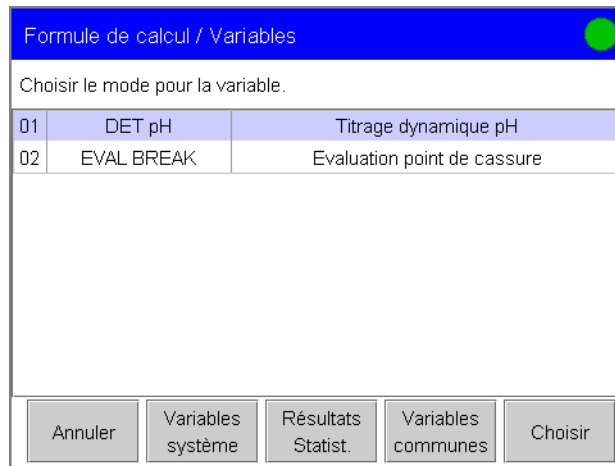 Formule de calcul / Variables
Choisir le mode pour la variable.
01 DET pH Titrage dynamique pH
02 EVAL BREAK Evaluation point de cassure
Annuler
Variables
système
Résultats
Statist.
Variables
communes
Choisir